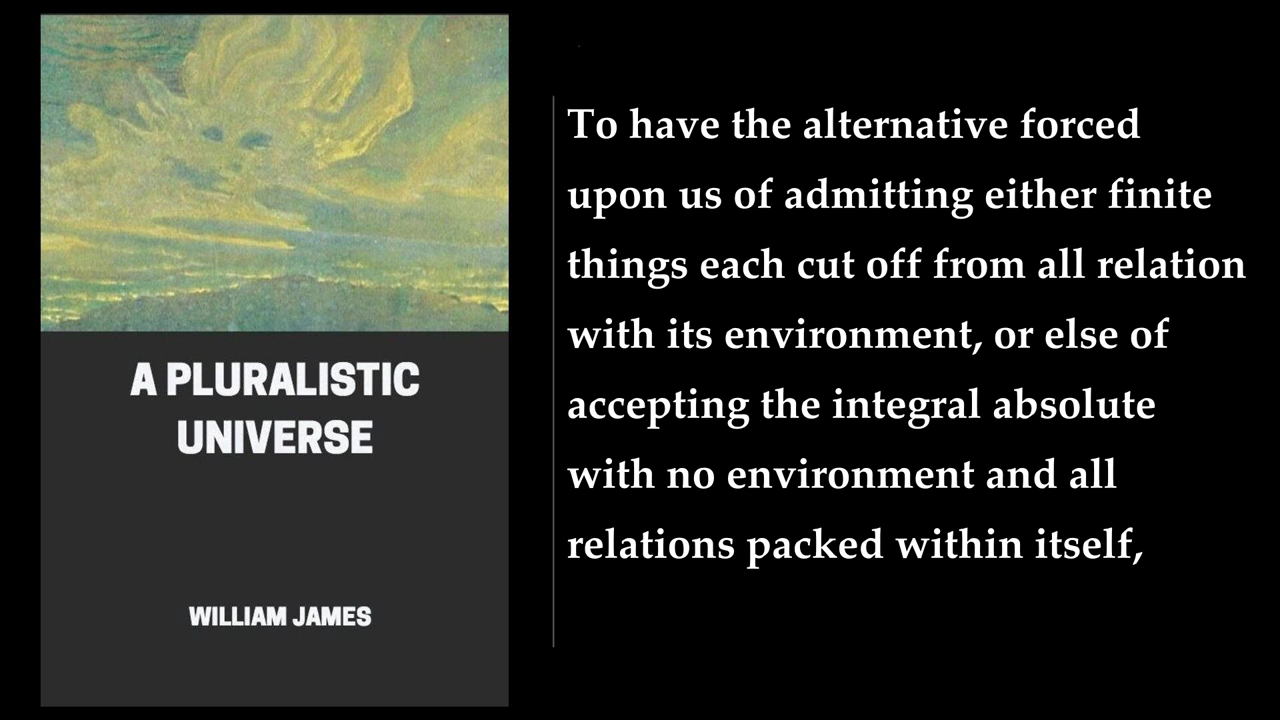 A PLURALISTIC
UNIVERSE
WILLIAM JAMES
To have the alternative forced
upon us of admitting either finite
things each cut off from all relation
with its environment, or else of
accepting the integral absolute
with no environment and all
relations packed within itself,